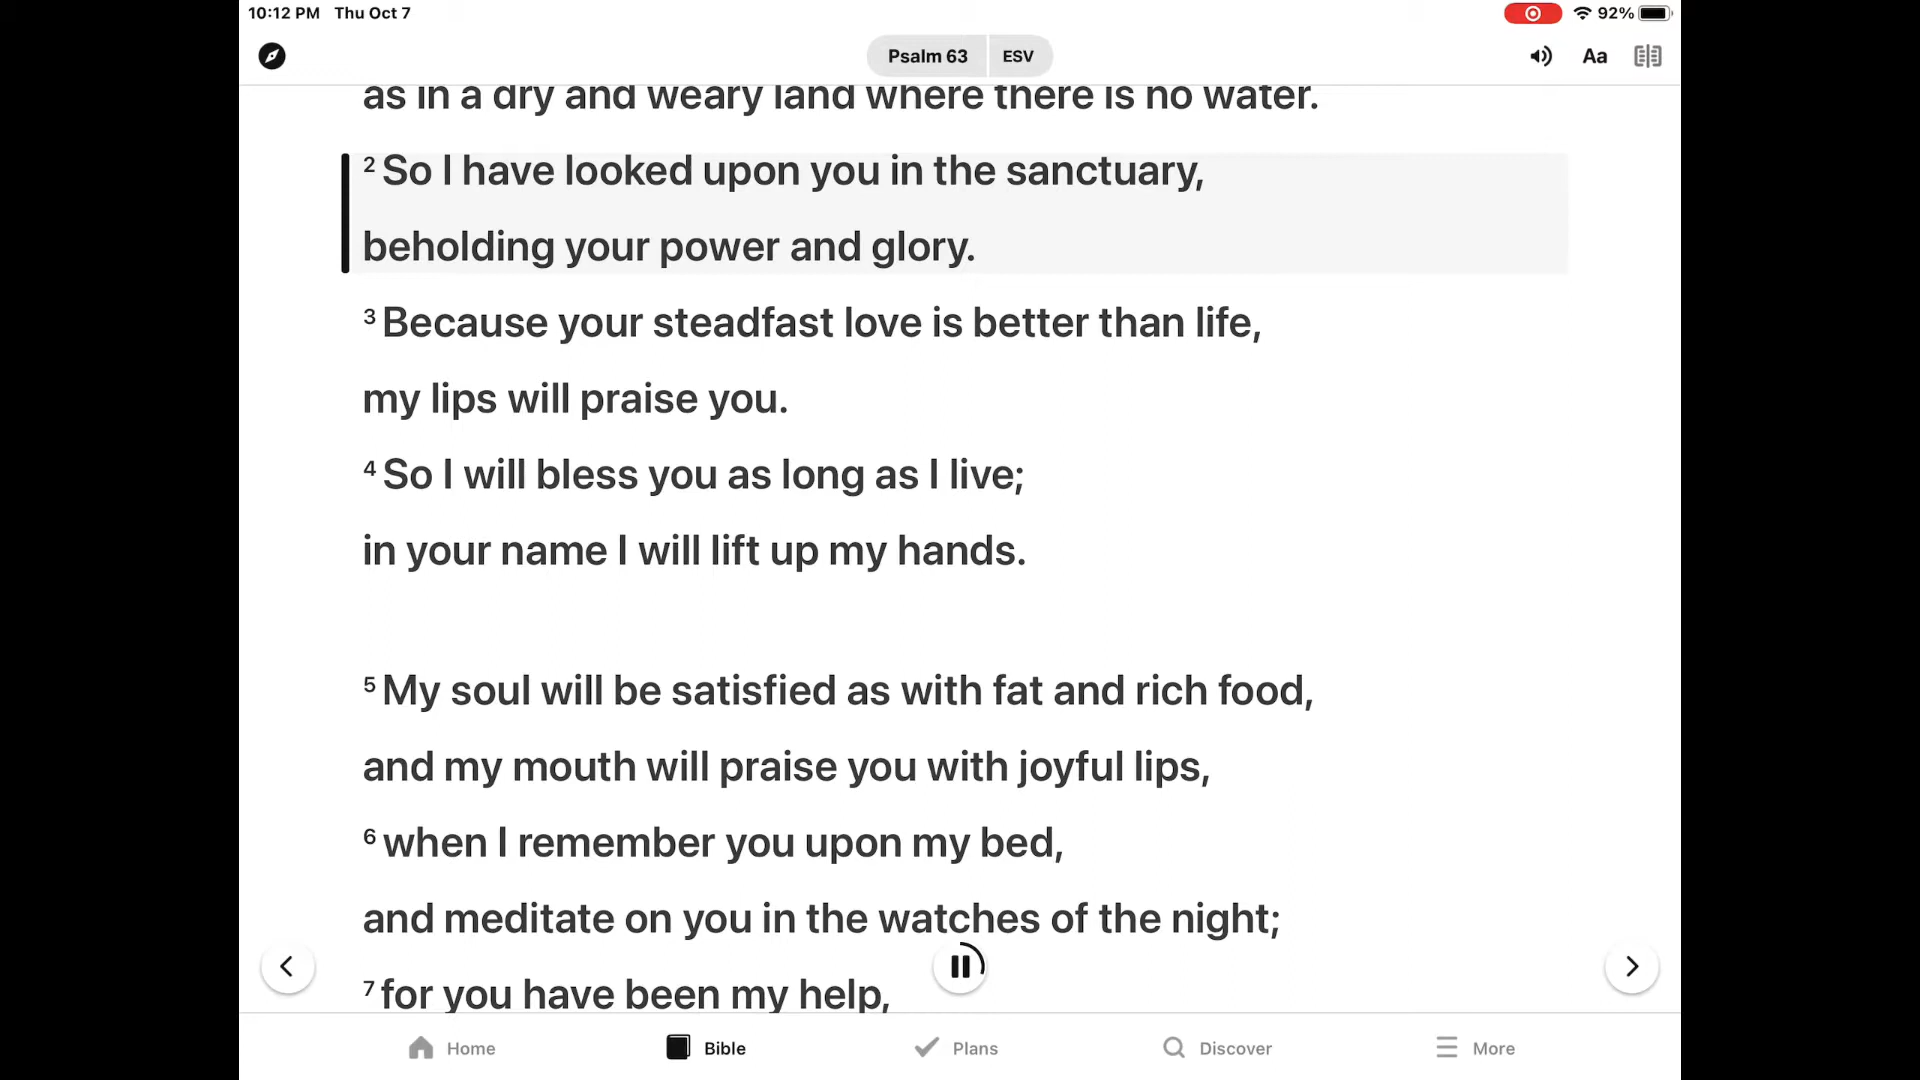 10:12 PM Thu Oct 7
92%
Psalm 63 ESV
Aa
as in a dry and weary land where there is no water.
2 So I have looked upon you in the sanctuary,
beholding your power and glory.
3 Because your steadfast love is better than life,
my lips will praise you.
4 So I will bless you as long as I live;
in your name I will lift up my hands.
5 My soul will be satisfied as with fat and rich food,
and my mouth will praise you with joyful lips,
6 when I remember you upon my bed,
and meditate on you in the watches of the night;
7 for you have been my help,
Home Bible Plans Discover More